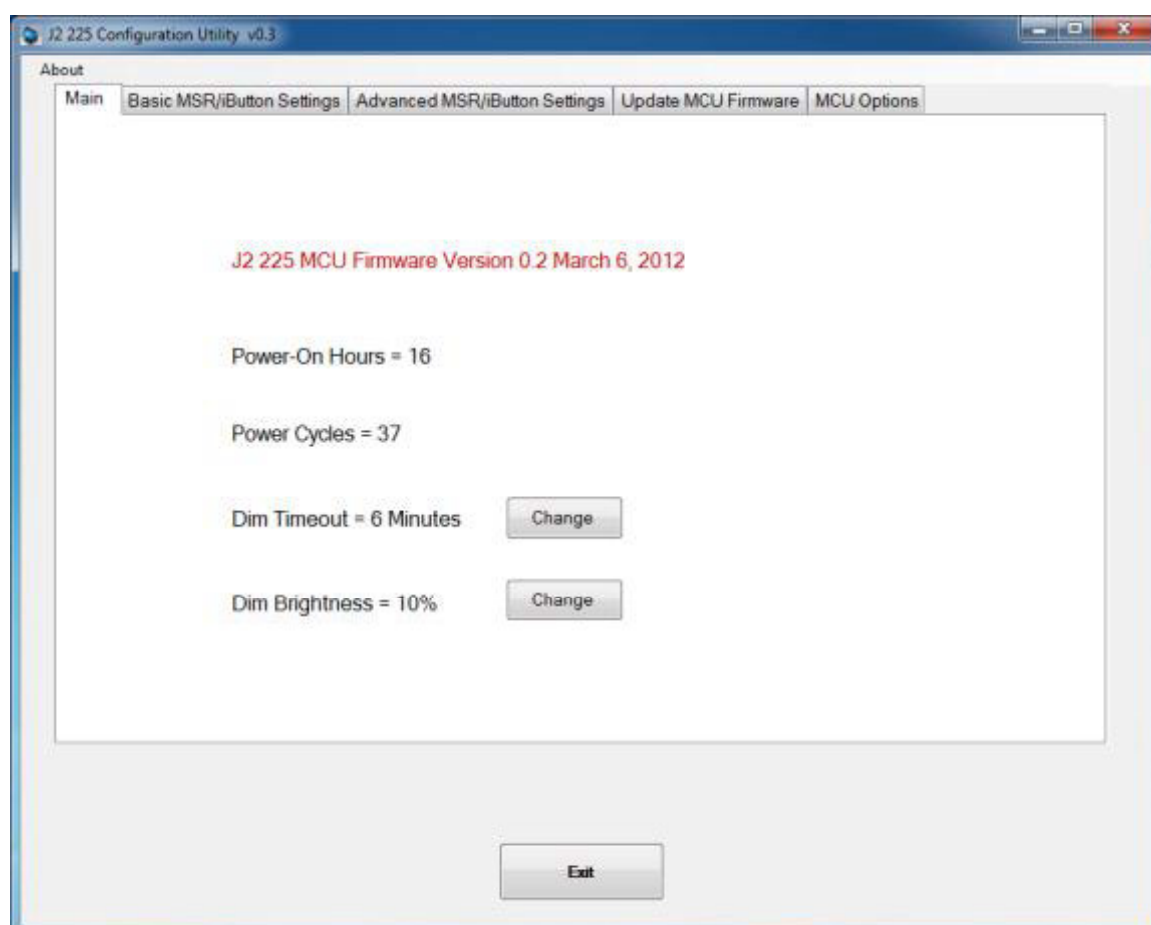 J2 225 Configuration Utility v0.3
About
Main Basic MSR/iButton Settings Advanced MSR/iButton Settings Update MCU Firmware MCU Options
J2 225 MCU Firmware Version 0.2 March 6, 2012
Power-On Hours = 16
Power Cycles = 37
Dim Timeout = 6 Minutes Change
Dim Brightness = 10% Change
Exit